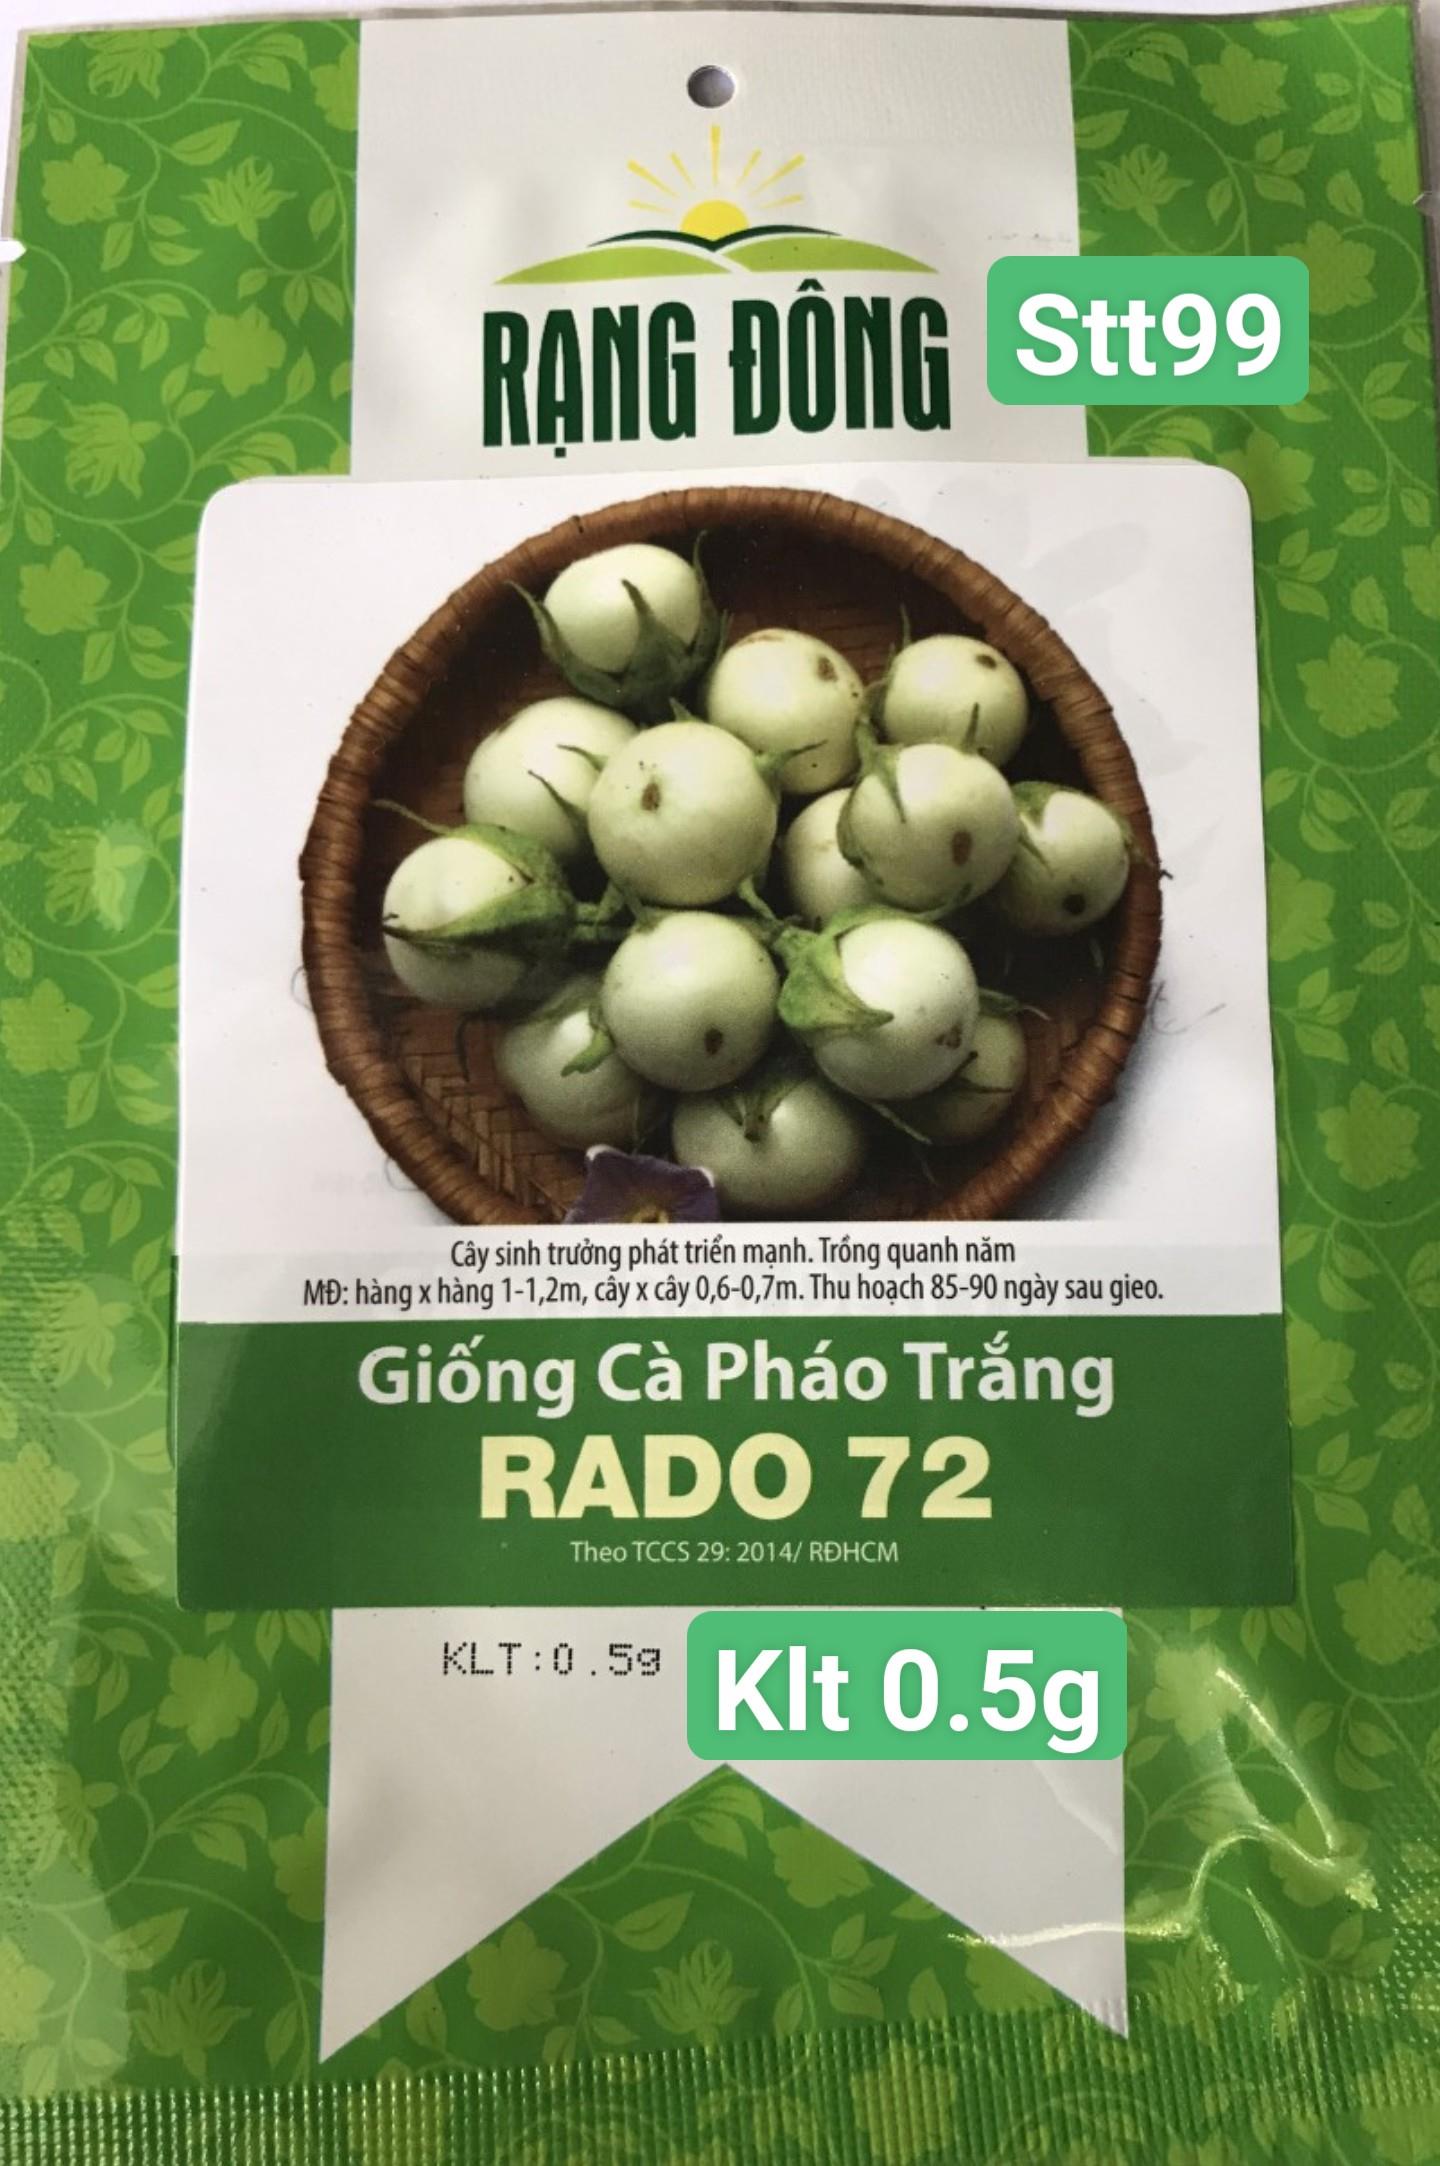 RẠNG ĐÔNG
Stt99
Cây sinh trưởng phát triển mạnh. Trồng quanh năm
MĐ: hàng x hàng 1-1,2m, cây x cây 0,6-0,7m. Thu hoạch 85-90 ngày sau gieo.
Giống Cà Pháo Trắng
RADO 72
Theo TCCS 29: 2014/ RĐHCM
KLT:0.5g
Klt 0.5g